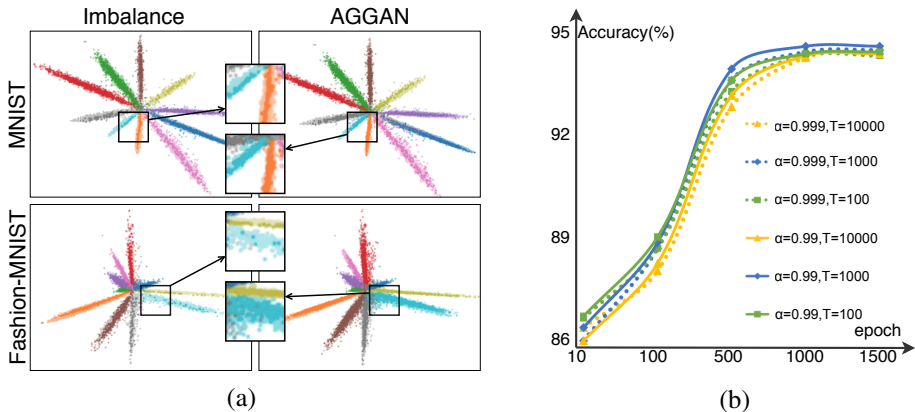 Imbalance
AGGAN
MNIST
Fashion-MNIST
(a)
Accuracy(%)
95
92
89
86
10
100
500
1000
1500
epoch
α=0.999,T=10000
α=0.999,T=1000
α=0.999,T=100
α=0.99,T=10000
α=0.99,T=1000
α=0.99,T=100
(b)